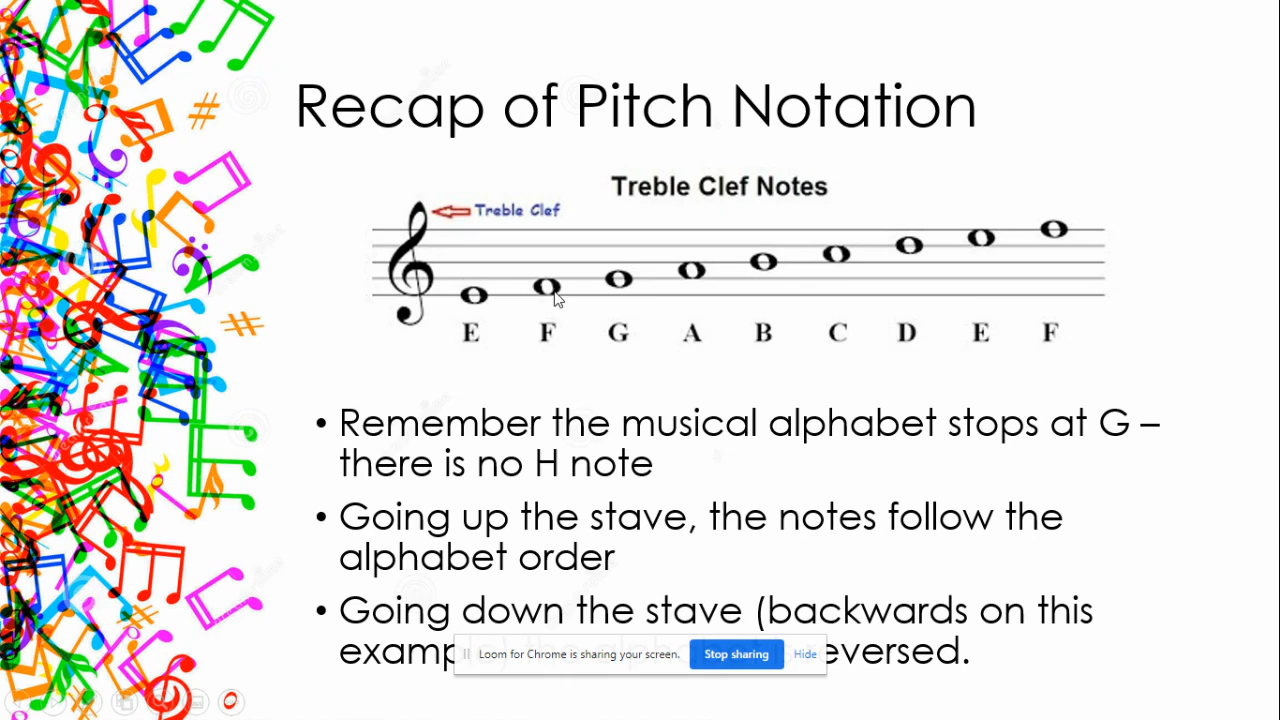 Recap of Pitch Notation
Treble Clef Notes
Treble Clef
E F G A B C D E F
• Remember the musical alphabet stops at G –
there is no H note
• Going up the stave, the notes follow the
alphabet order
• Going down the stave (backwards on this
Loom for Chrome is sharing your screen. Stop sharing Hide